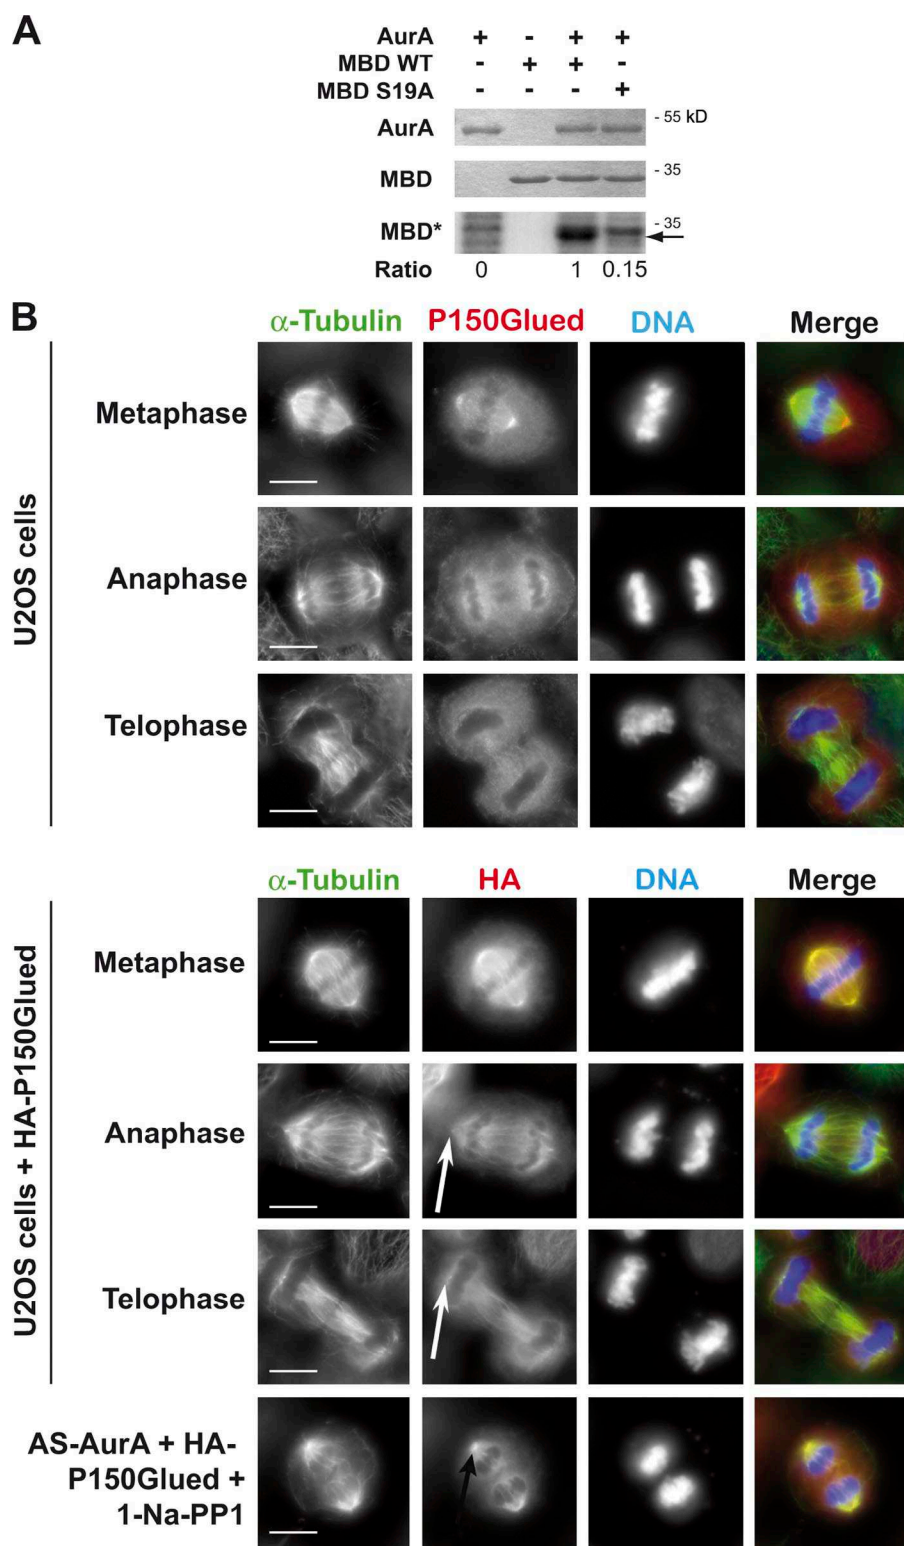 A
AurA + - + +
MBD WT - + + -
MBD S19A - - - +
AurA - 55 kD
MBD - 35
MBD* - 35
Ratio 0 1 0.15
B
α-Tubulin P150Glued DNA Merge
U2OS cells
Metaphase
Anaphase
Telophase
α-Tubulin HA DNA Merge
U2OS cells + HA-P150Glued
Metaphase
Anaphase
Telophase
AS-AurA + HA-
P150Glued +
1-Na-PP1